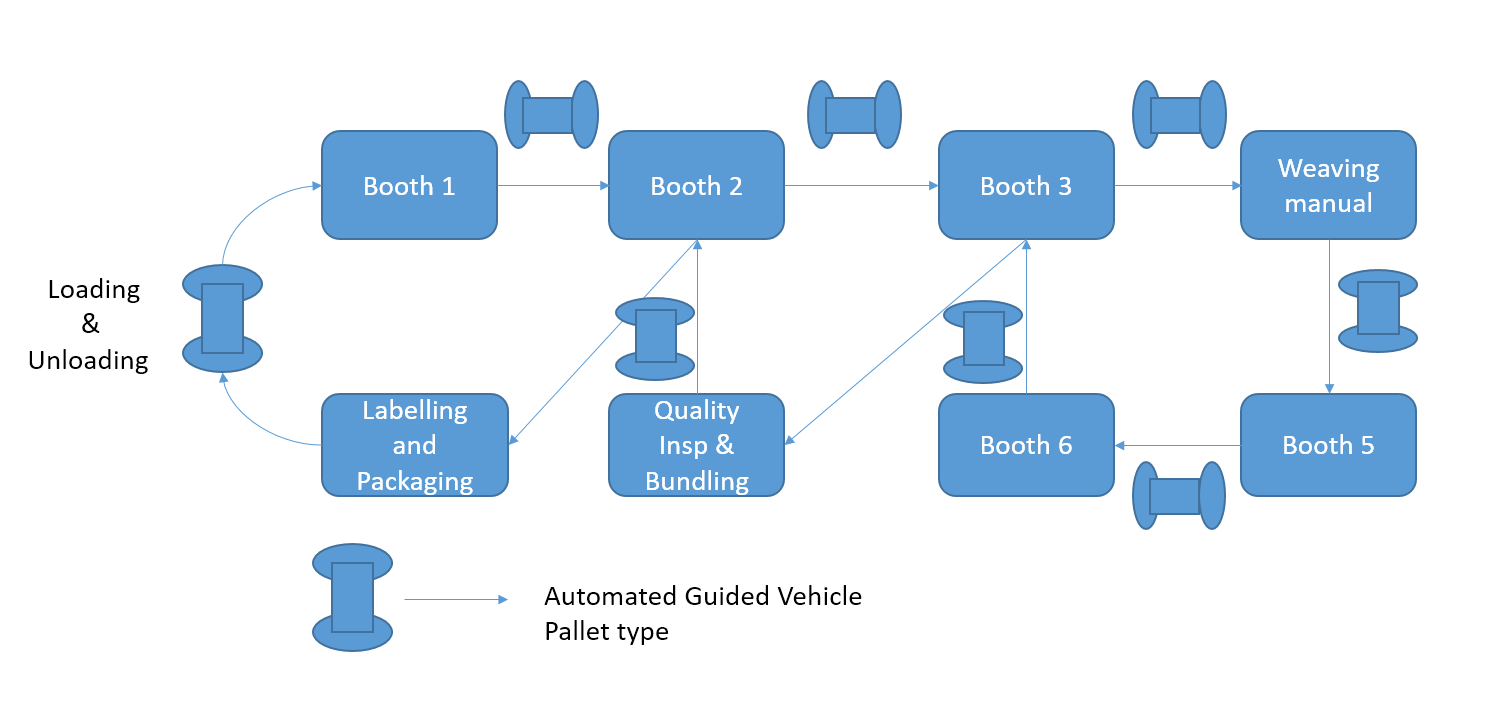 Booth 1
Booth 2
Booth 3
Weaving
manual
Loading
&
Unloading
Labelling
and
Packaging
Quality
Insp &
Bundling
Booth 6
Booth 5
Automated Guided Vehicle
Pallet type